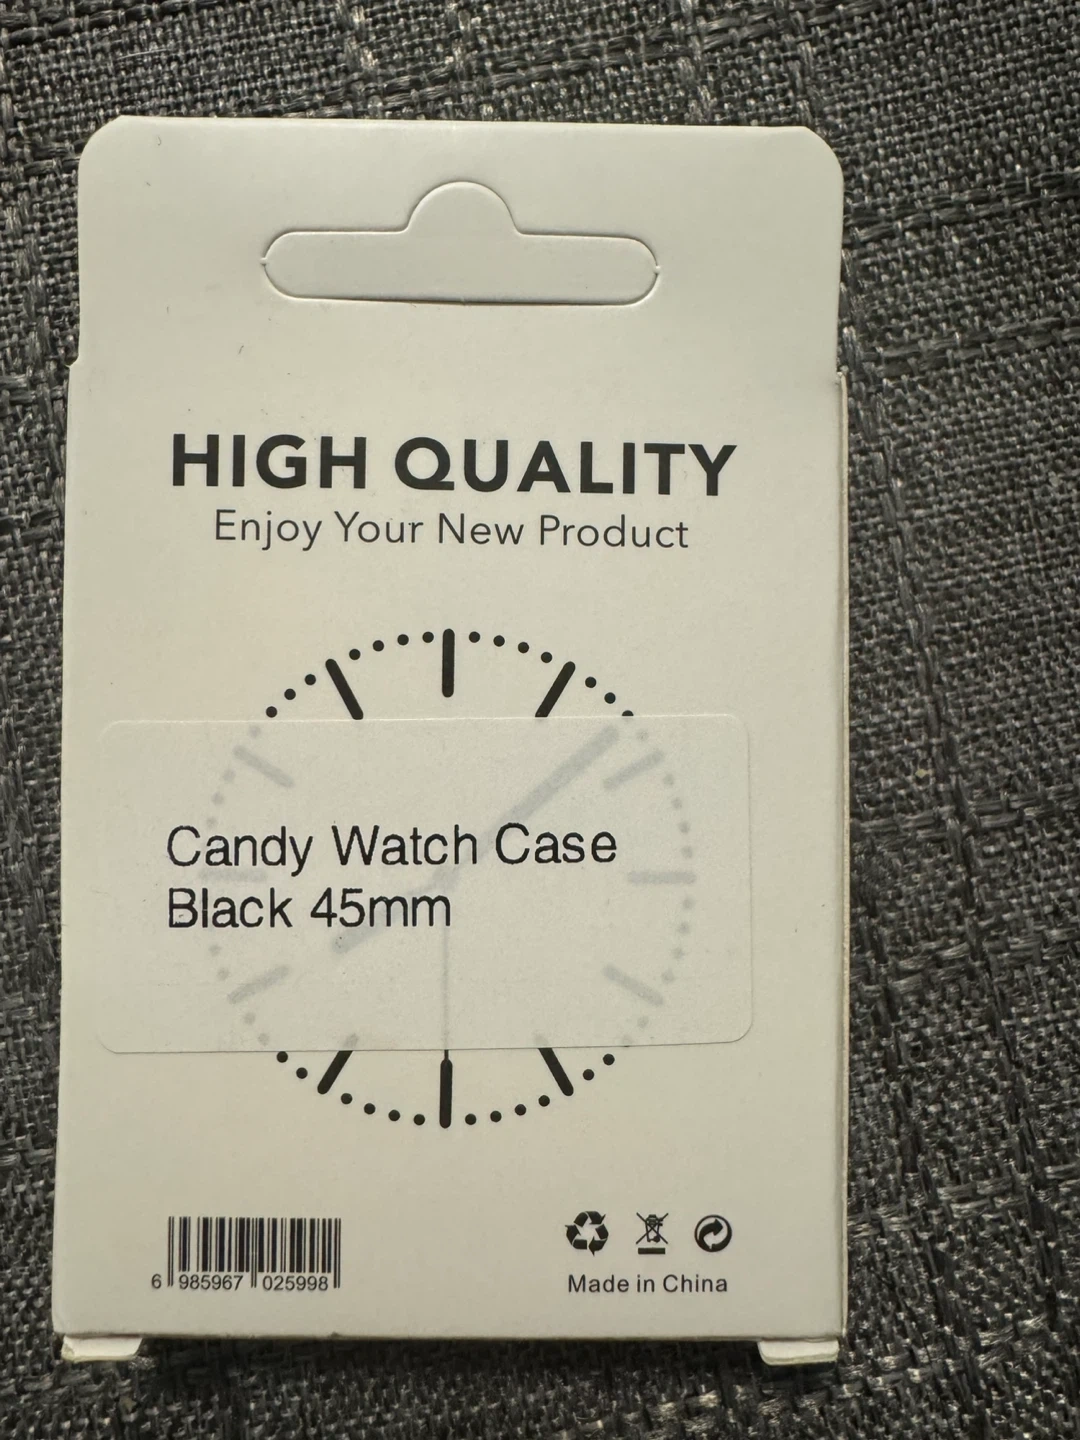 HIGH QUALITY
Enjoy Your New Product
Candy Watch Case
Black 45mm
6 985967 025998
Made in China